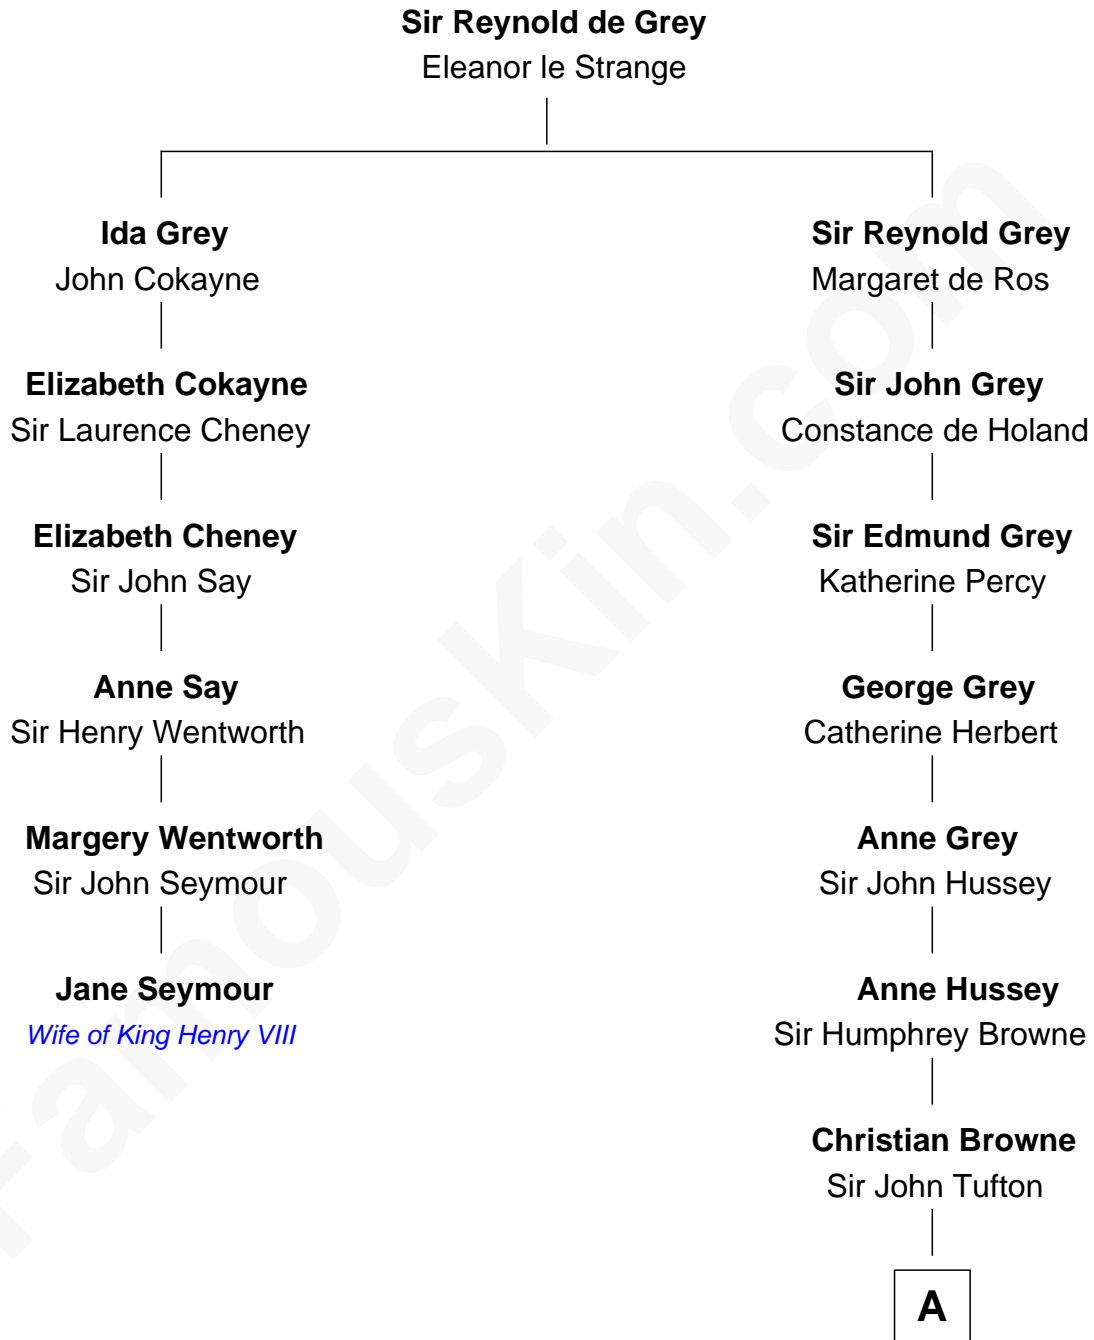 Sir Reynold de Grey
Eleanor le Strange
Ida Grey
John Cokayne
Elizabeth Cokayne
Sir Laurence Cheney
Elizabeth Cheney
Sir John Say
Anne Say
Sir Henry Wentworth
Margery Wentworth
Sir John Seymour
Jane Seymour
Wife of King Henry VIII
Sir Reynold Grey
Margaret de Ros
Sir John Grey
Constance de Holand
Sir Edmund Grey
Katherine Percy
George Grey
Catherine Herbert
Anne Grey
Sir John Hussey
Anne Hussey
Sir Humphrey Browne
Christian Browne
Sir John Tufton
A
FamousKin.com